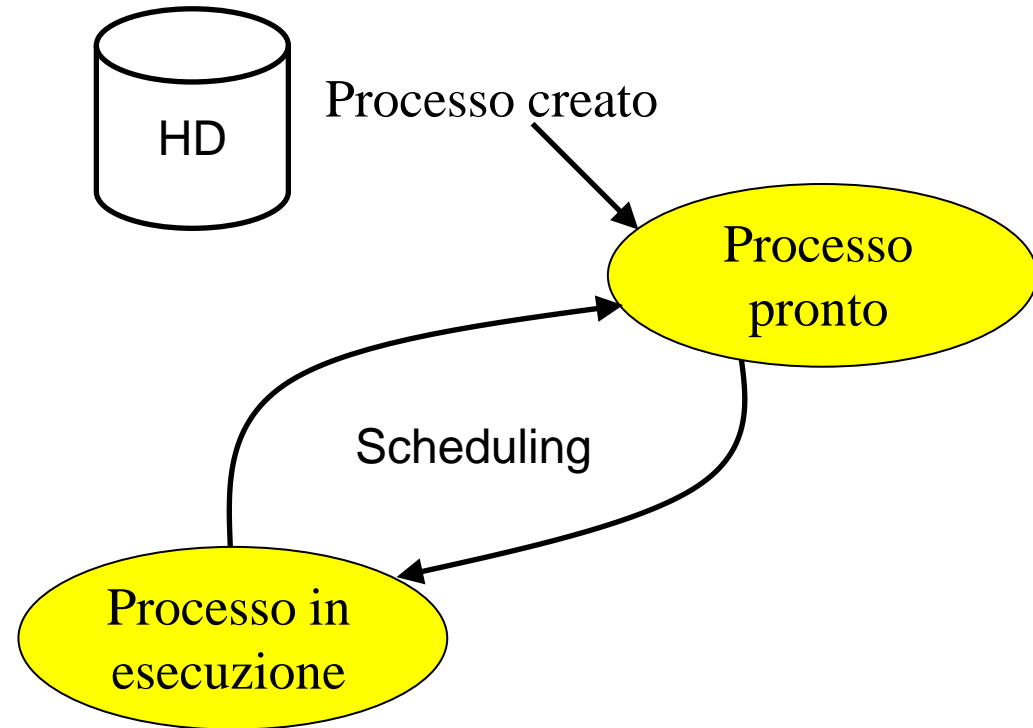 HD
Processo creato
Processo
pronto
Scheduling
Processo in
esecuzione